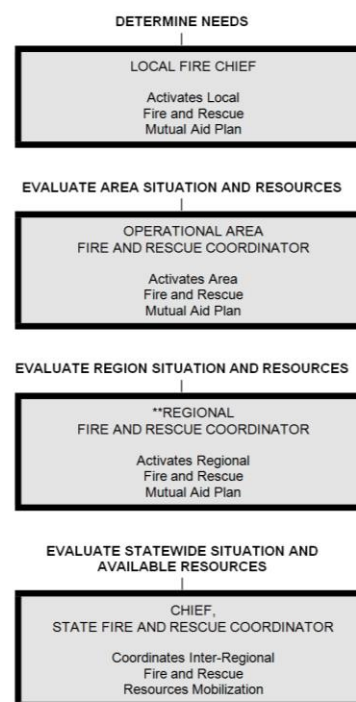 DETERMINE NEEDS
LOCAL FIRE CHIEF
Activates Local
Fire and Rescue
Mutual Aid Plan
EVALUATE AREA SITUATION AND RESOURCES
OPERATIONAL AREA
FIRE AND RESCUE COORDINATOR
Activates Area
Fire and Rescue
Mutual Aid Plan
EVALUATE REGION SITUATION AND RESOURCES
**REGIONAL
FIRE AND RESCUE COORDINATOR
Activates Regional
Fire and Rescue
Mutual Aid Plan
EVALUATE STATEWIDE SITUATION AND
AVAILABLE RESOURCES
CHIEF,
STATE FIRE AND RESCUE COORDINATOR
Coordinates Inter-Regional
Fire and Rescue
Resources Mobilization